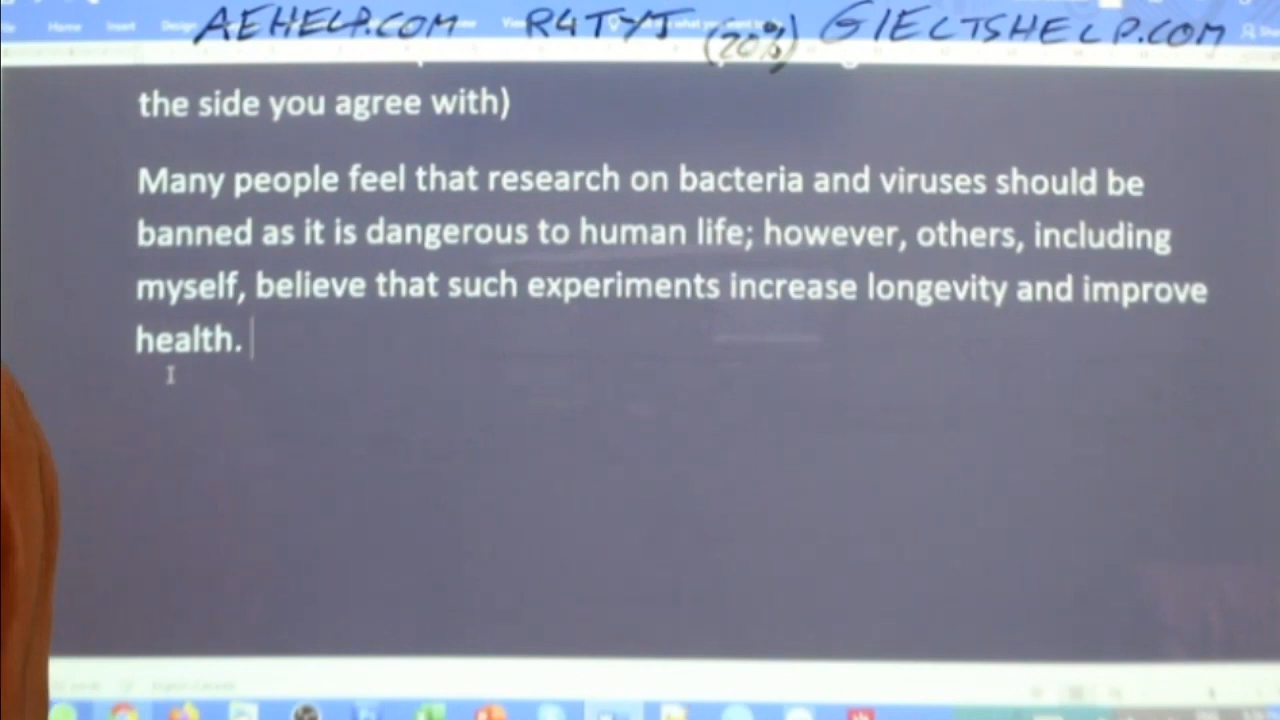 AEHELP.COM R4TYJ (20%) GIELTSHELP.COM
Home Insert
the side you agree with)
Many people feel that research on bacteria and viruses should be
banned as it is dangerous to human life; however, others, including
myself, believe that such experiments increase longevity and improve
health.